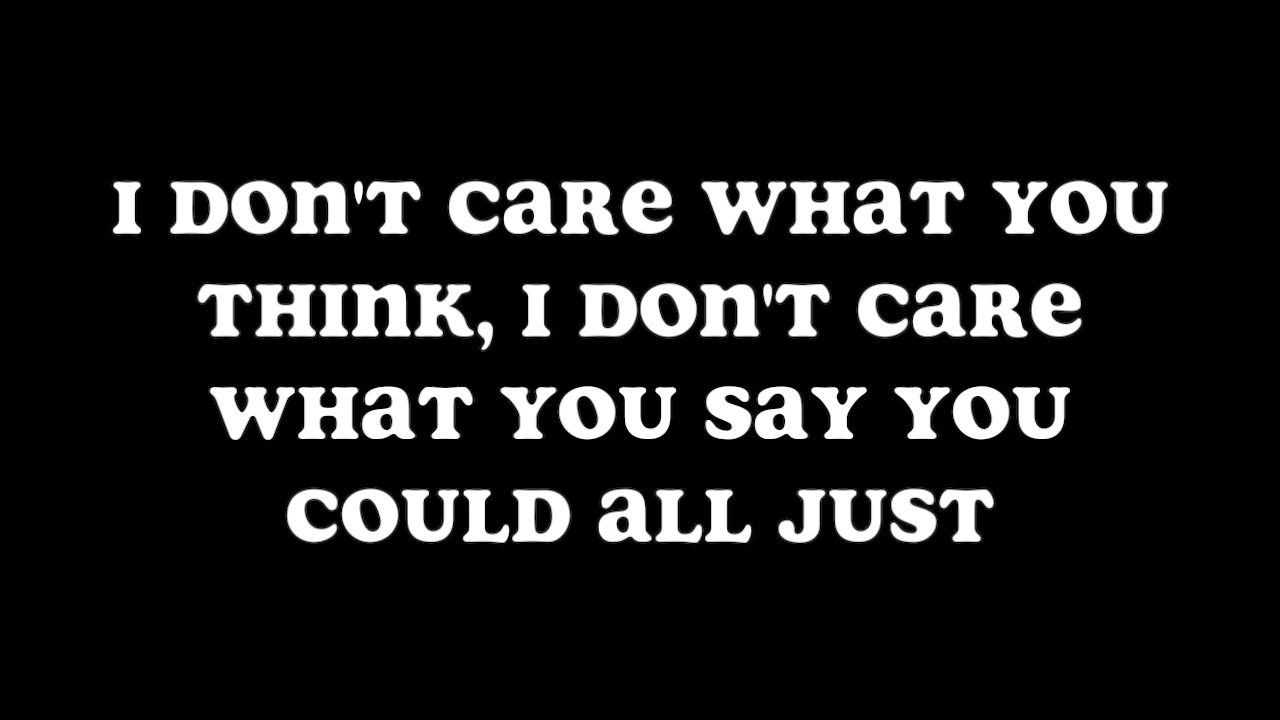 I DON'T CARE WHAT YOU
THINK, I DON'T CARE
WHAT YOU SAY YOU
COULD ALL JUST